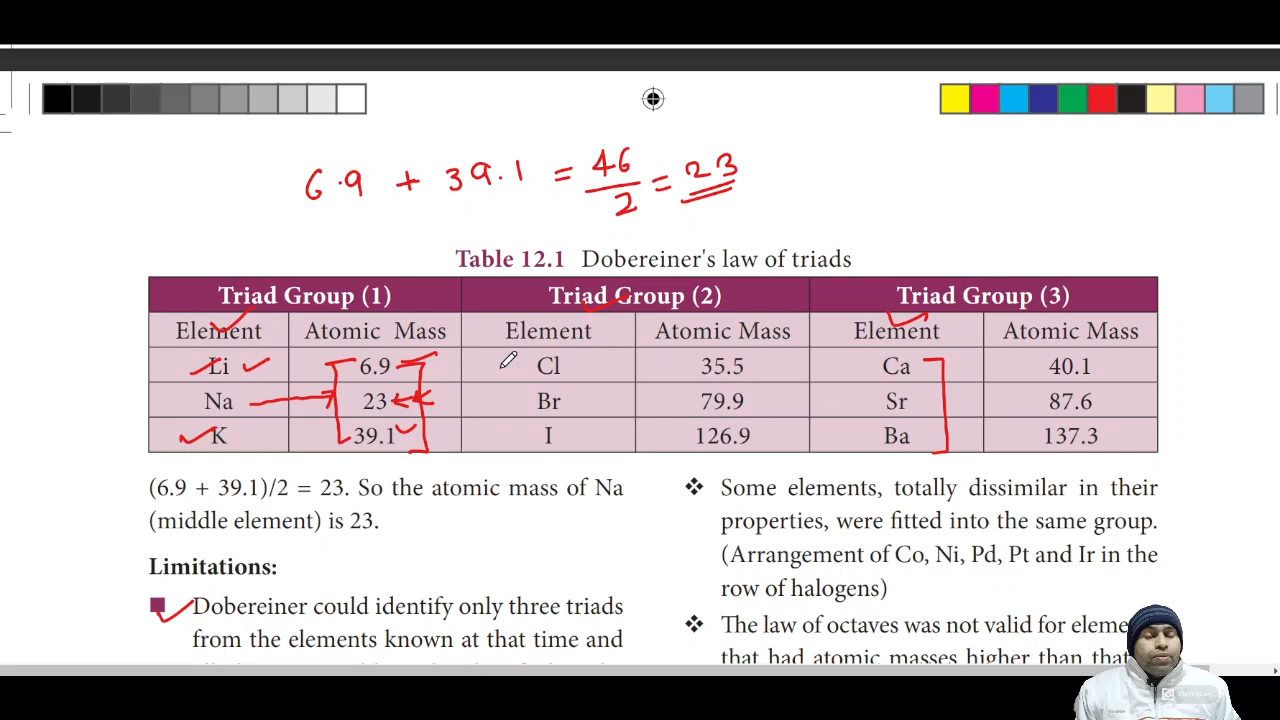 6.9 + 39.1 = 46/2 = 23
Table 12.1 Dobereiner's law of triads
Triad Group (1) Triad Group (2) Triad Group (3)
Element Atomic Mass Element Atomic Mass Element Atomic Mass
Li 6.9 Cl 35.5 Ca 40.1
Na 23 Br 79.9 Sr 87.6
K 39.1 I 126.9 Ba 137.3
(6.9 + 39.1)/2 = 23. So the atomic mass of Na
(middle element) is 23.
Limitations:
Dobereiner could identify only three triads
from the elements known at that time and
❖ Some elements, totally dissimilar in their
properties, were fitted into the same group.
(Arrangement of Co, Ni, Pd, Pt and Ir in the
row of halogens)
❖ The law of octaves was not valid for eleme
that had atomic masses higher than that